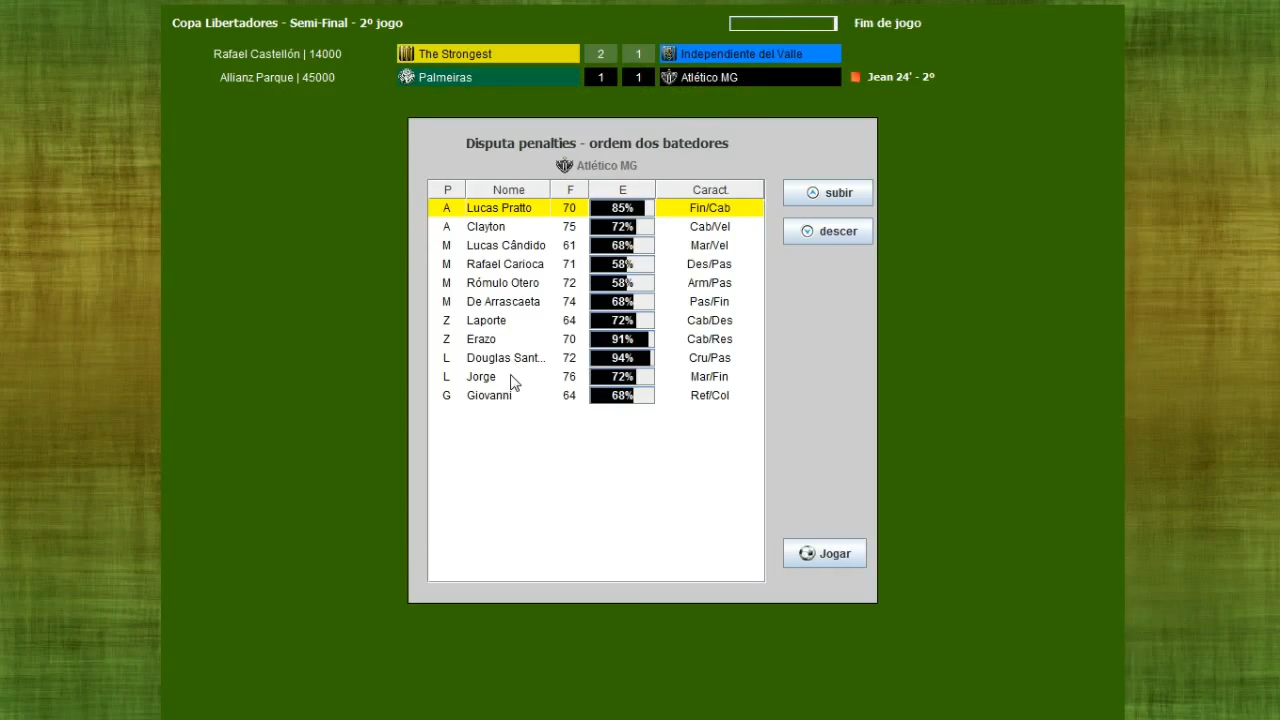 Copa Libertadores - Semi-Final - 2º jogo Fim de jogo
Rafael Castellón | 14000 The Strongest 2 1 Independiente del Valle
Allianz Parque | 45000 Palmeiras 1 1 Atlético MG Jean 24' - 2º
Disputa penalties - ordem dos batedores
Atlético MG
P Nome F E Caract.
A Lucas Pratto 70 85% Fin/Cab
A Clayton 75 72% Cab/Vel
M Lucas Cândido 61 68% Mar/Vel
M Rafael Carioca 71 58% Des/Pas
M Rómulo Otero 72 58% Arm/Pas
M De Arrascaeta 74 68% Pas/Fin
Z Laporte 64 72% Cab/Des
Z Erazo 70 91% Cab/Res
L Douglas Sant... 72 94% Cru/Pas
L Jorge 76 72% Mar/Fin
G Giovanni 64 68% Ref/Col
subir
descer
Jogar